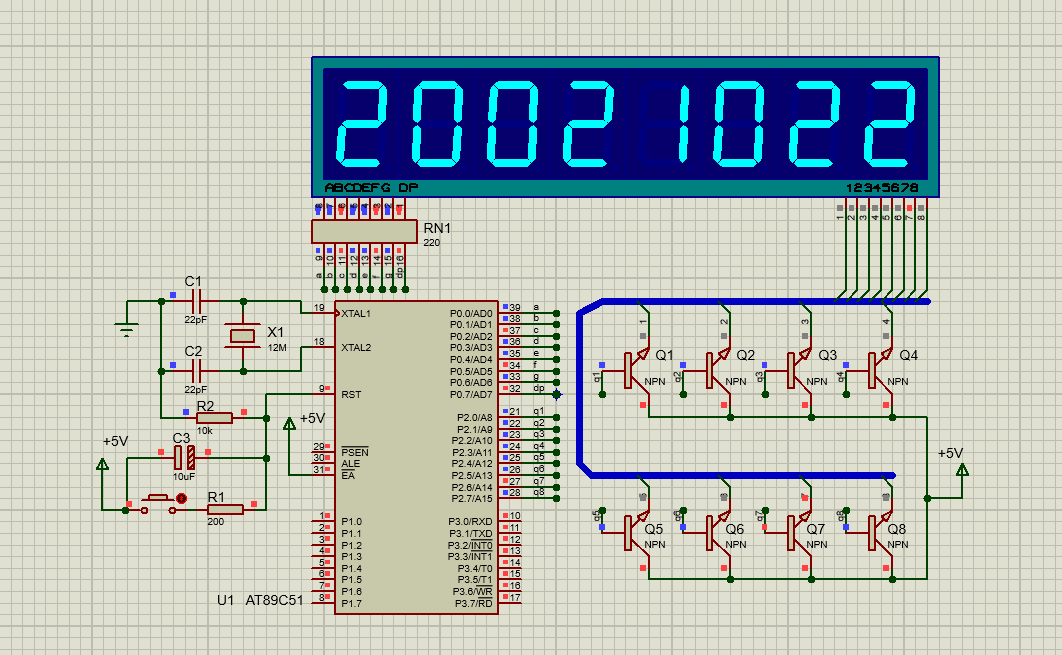 20021022
ABCDEFG DP
12345678
RN1
220
9 10 11 12 13 14 15 16
a b c d e f g dp
1 2 3 4 5 6 7 8
C1
22pF
X1
12M
C2
22pF
R2
10k
+5V
C3
10uF
R1
200
+5V
19 XTAL1
18 XTAL2
9 RST
29 PSEN
30 ALE
31 EA
1 P1.0
2 P1.1
3 P1.2
4 P1.3
5 P1.4
6 P1.5
7 P1.6
8 P1.7
P0.0/AD0 39 a
P0.1/AD1 38 b
P0.2/AD2 37 c
P0.3/AD3 36 d
P0.4/AD4 35 e
P0.5/AD5 34 f
P0.6/AD6 33 g
P0.7/AD7 32 dp
P2.0/A8 21 q1
P2.1/A9 22 q2
P2.2/A10 23 q3
P2.3/A11 24 q4
P2.4/A12 25 q5
P2.5/A13 26 q6
P2.6/A14 27 q7
P2.7/A15 28 q8
P3.0/RXD 10
P3.1/TXD 11
P3.2/INT0 12
P3.3/INT1 13
P3.4/T0 14
P3.5/T1 15
P3.6/WR 16
P3.7/RD 17
U1 AT89C51
1 2 3 4
q1 Q1 q2 Q2 q3 Q3 q4 Q4
NPN NPN NPN NPN
+5V
q5 Q5 q6 Q6 q7 Q7 q8 Q8
NPN NPN NPN NPN